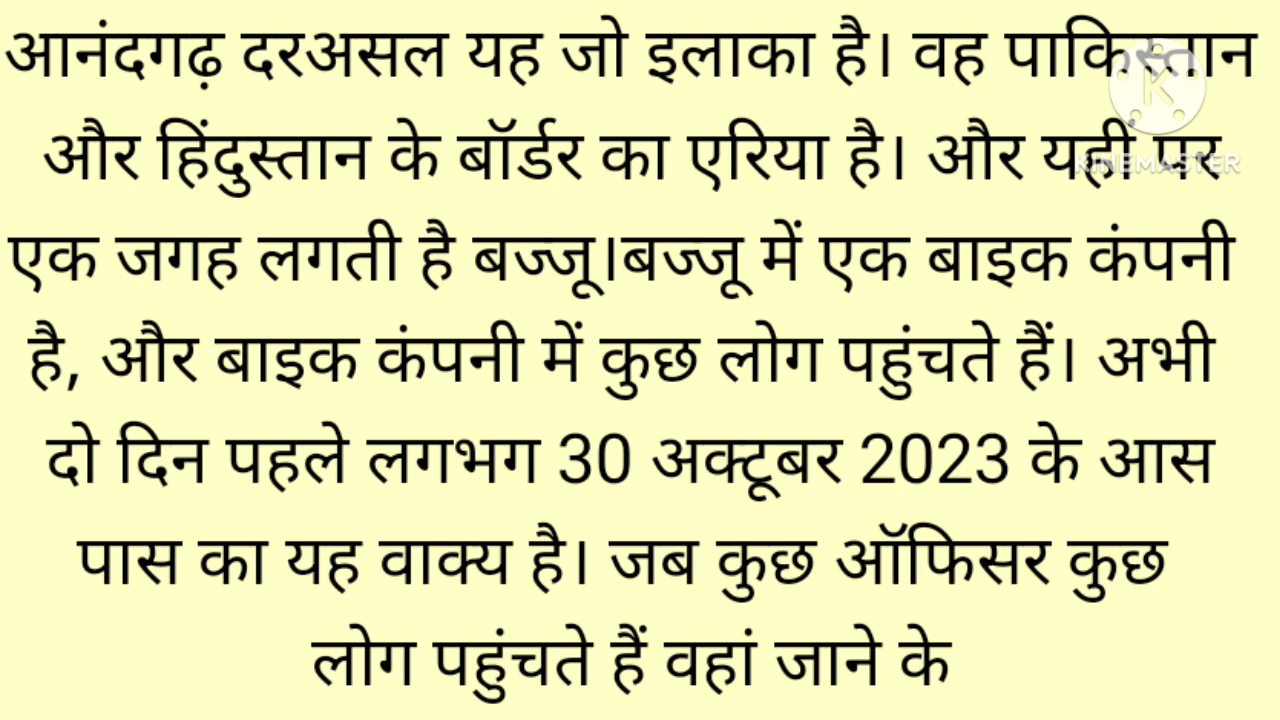 आनंदगढ़ दरअसल यह जो इलाका है। वह पाकिस्तान
और हिंदुस्तान के बॉर्डर का एरिया है। और यहीं पर
एक जगह लगती है बज्जू।बज्जू में एक बाइक कंपनी
है, और बाइक कंपनी में कुछ लोग पहुंचते हैं। अभी
दो दिन पहले लगभग 30 अक्टूबर 2023 के आस
पास का यह वाक्य है। जब कुछ ऑफिसर कुछ
लोग पहुंचते हैं वहां जाने के
K
KINEMASTER